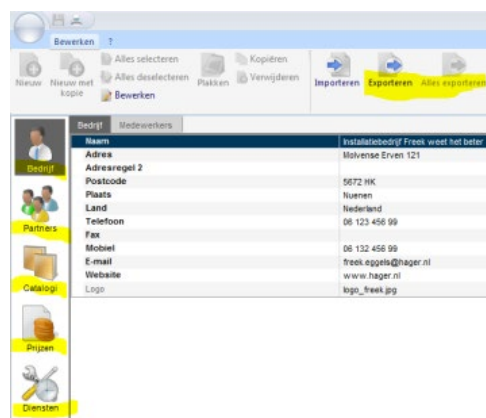 Bewerken ?
Nieuw
Nieuw met kopie
Alles selecteren
Alles deselecteren
Bewerken
Plakken
Kopiëren
Verwijderen
Importeren
Exporteren
Alles exporteren
Bedrijf
Partners
Catalogi
Prijzen
Diensten
Bedrijf Medewerkers
Naam Installatiebedrijf Freek weet het beter
Adres Molvense Erven 121
Adresregel 2
Postcode 5672 HK
Plaats Nuenen
Land Nederland
Telefoon 06 123 456 99
Fax
Mobiel 06 132 456 99
E-mail freek.eggels@hager.nl
Website www.hager.nl
Logo logo_freek.jpg